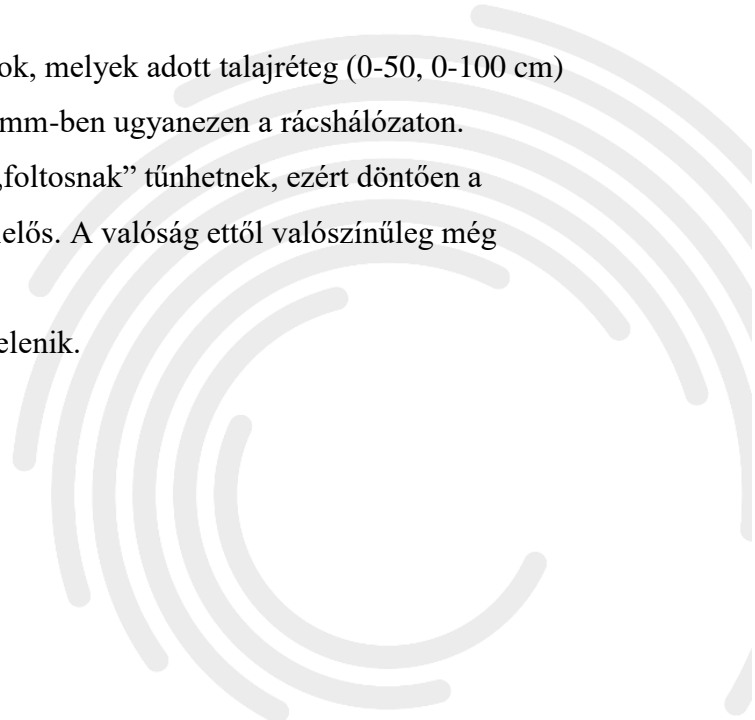 ok, melyek adott talajréteg (0-50, 0-100 cm)
mm-ben ugyanezen a rácshálózaton.
„foltosnak” tűnhetnek, ezért döntően a
elős. A valóság ettől valószínűleg még
elenik.